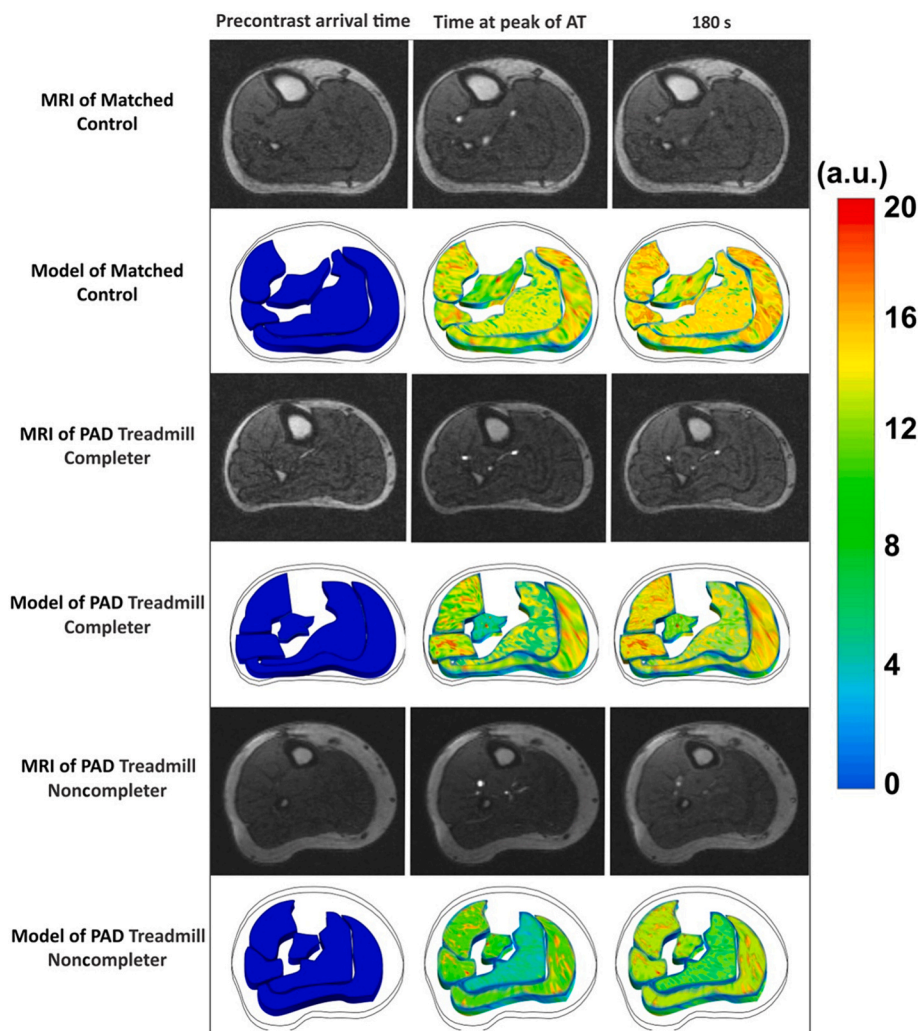 Precontrast arrival time
Time at peak of AT
180 s
MRI of Matched
Control
(a.u.)
20
Model of Matched
Control
16
MRI of PAD Treadmill
Completer
12
8
Model of PAD Treadmill
Completer
4
MRI of PAD Treadmill
Noncompleter
0
Model of PAD Treadmill
Noncompleter